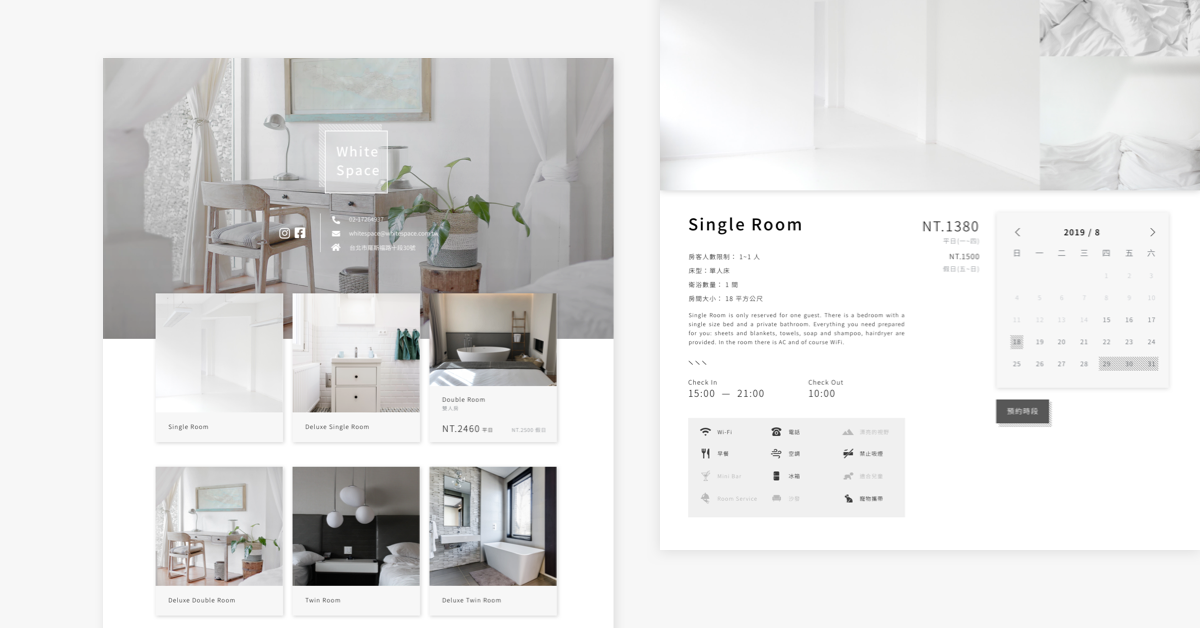 White
Space
02-17264937
whitespace@whitespace.com.tw
台北市羅斯福路十段30號
Single Room
Deluxe Single Room
Double Room
雙人房
NT.2460 平日 NT.2500 假日
Deluxe Double Room
Twin Room
Deluxe Twin Room
Single Room
NT.1380
平日(一~四)
NT.1500
假日(五~日)
房客人數限制： 1~1 人
床型：單人床
衛浴數量： 1 間
房間大小： 18 平方公尺
Single Room is only reserved for one guest. There is a bedroom with a
single size bed and a private bathroom. Everything you need prepared
for you: sheets and blankets, towels, soap and shampoo, hairdryer are
provided. In the room there is AC and of course WiFi.
Check In
15:00 — 21:00
Check Out
10:00
Wi-Fi 電話 漂亮的視野
早餐 空調 禁止吸煙
Mini Bar 冰箱 適合兒童
Room Service 沙發 寵物攜帶
2019 / 8
日 一 二 三 四 五 六
1 2 3
4 5 6 7 8 9 10
11 12 13 14 15 16 17
18 19 20 21 22 23 24
25 26 27 28 29 30 31
預約時段